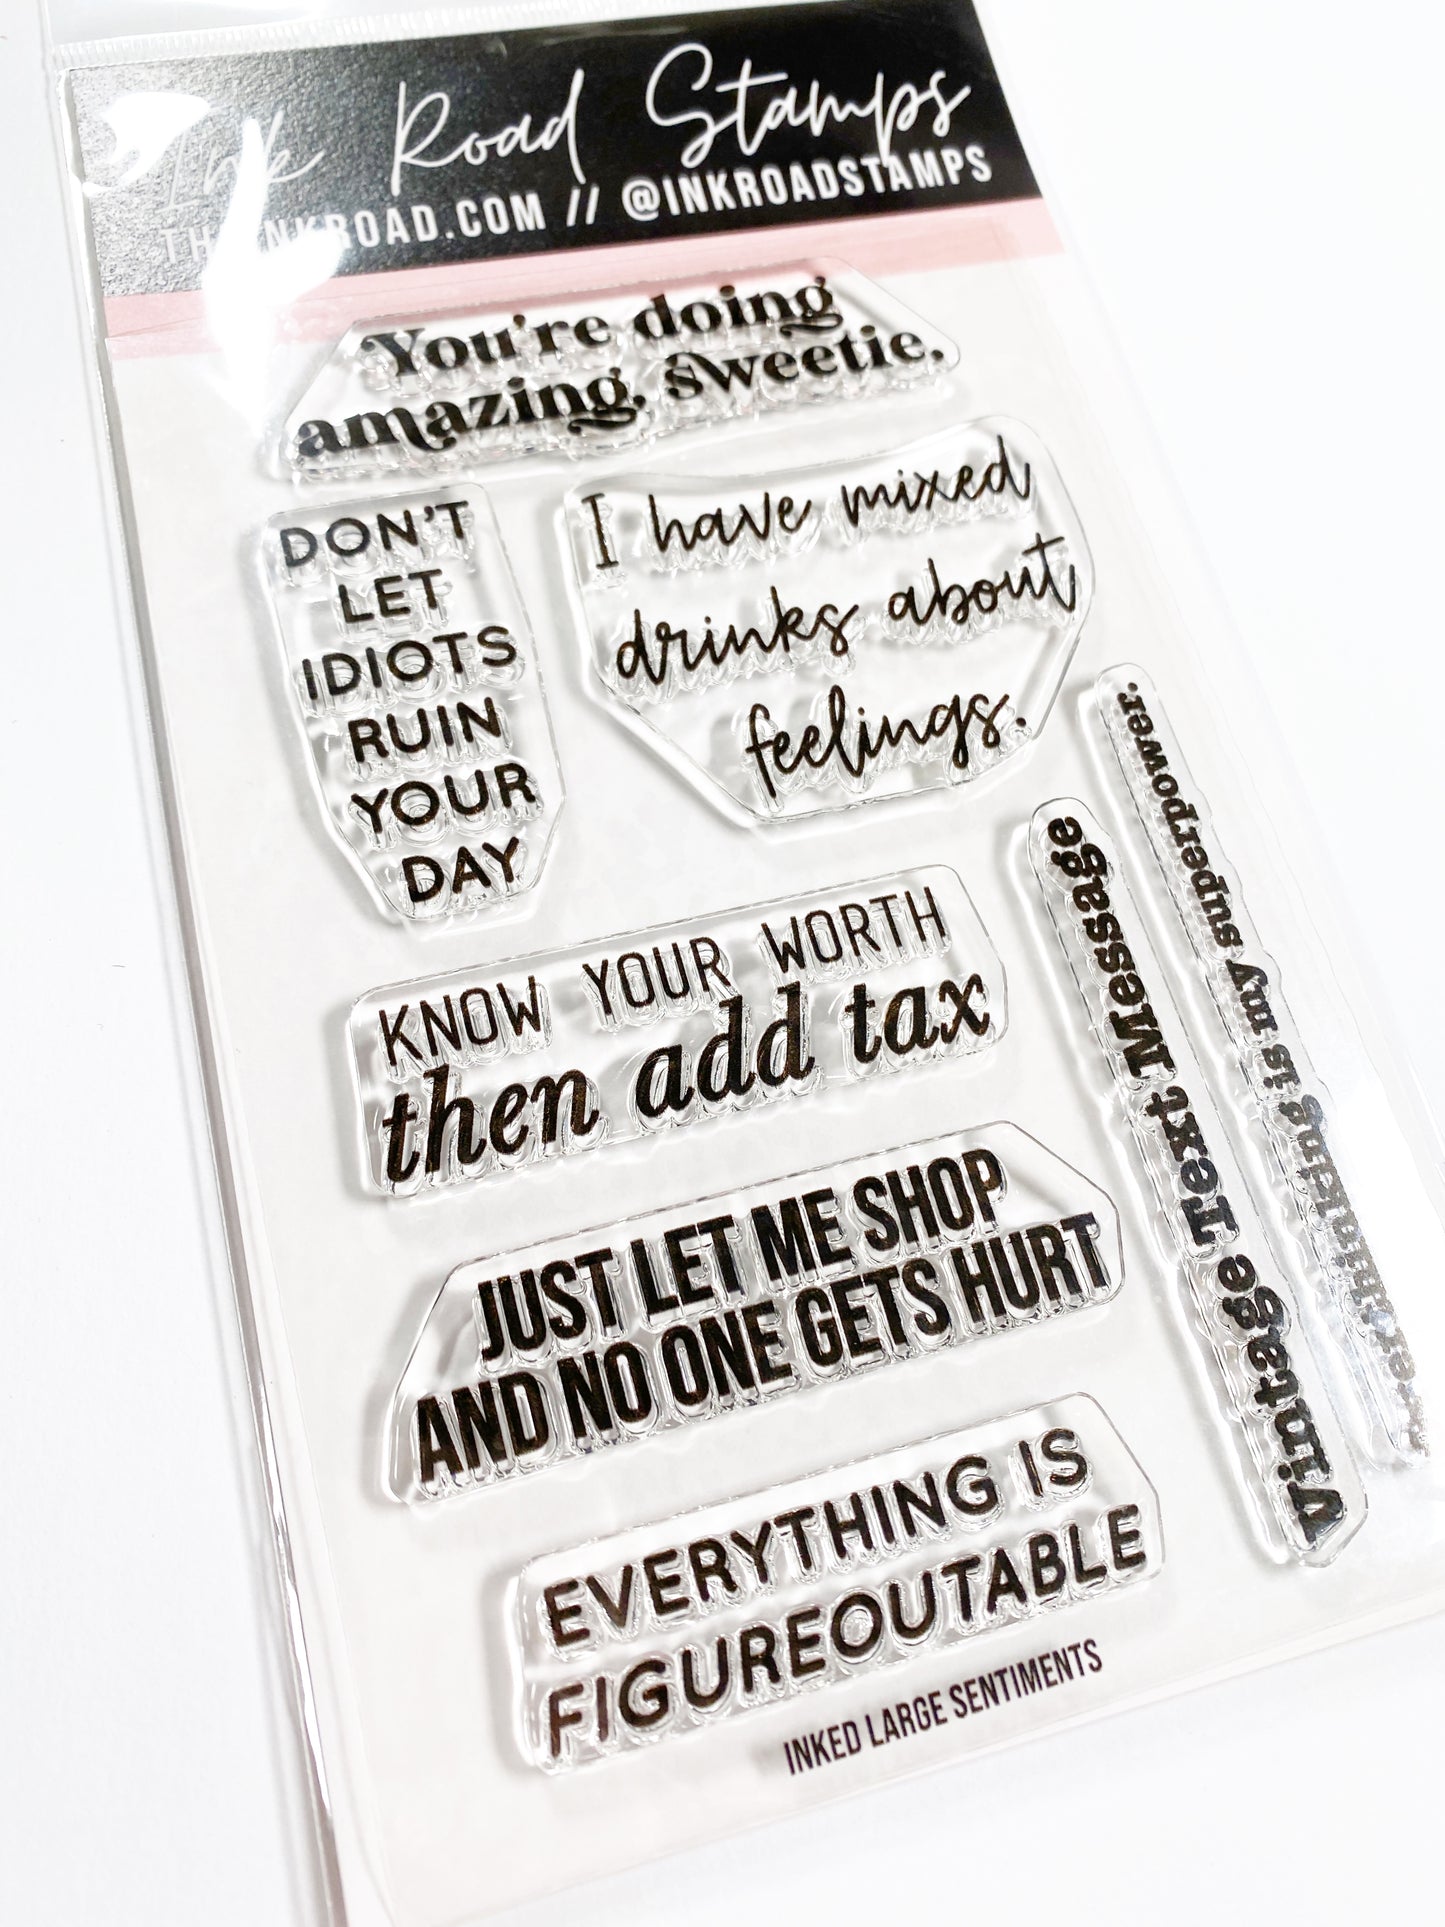 Ink Road Stamps
THEINKROAD.COM // @INKROADSTAMPS
You're doing
amazing, sweetie.
DON'T
LET
IDIOTS
RUIN
YOUR
DAY
I have mixed
drinks about
feelings.
KNOW YOUR WORTH
then add tax
JUST LET ME SHOP
AND NO ONE GETS HURT
EVERYTHING IS
FIGUREOUTABLE
Vintage Text Message
Overthinking is my superpower.
INKED LARGE SENTIMENTS